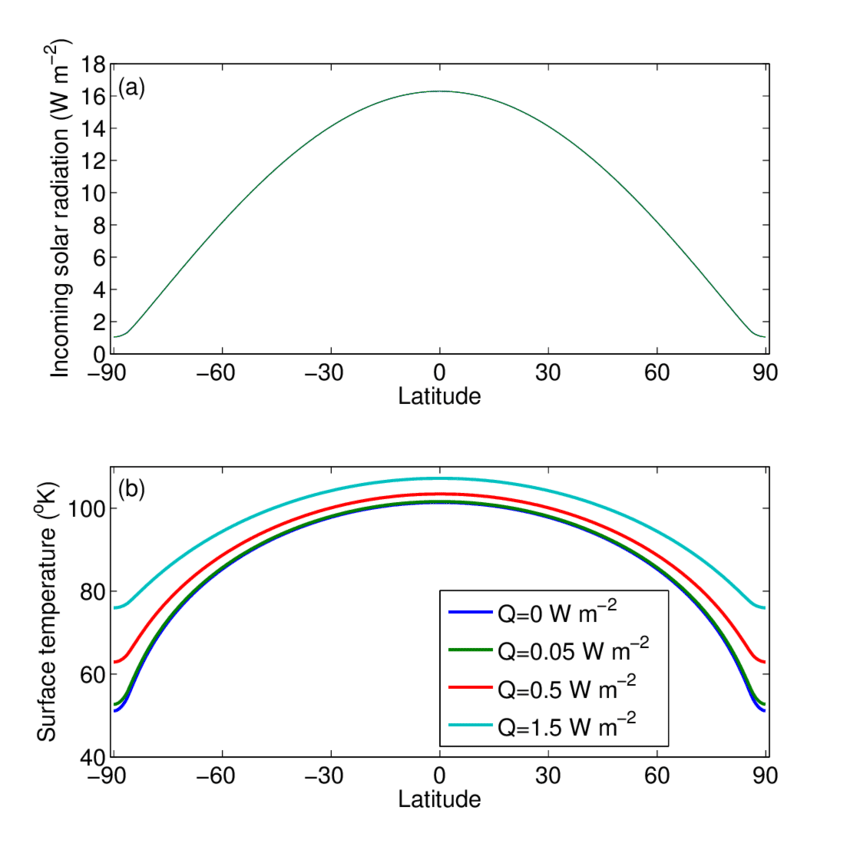 Incoming solar radiation (W m⁻²)
(a)
18
16
14
12
10
8
6
4
2
0
−90 −60 −30 0 30 60 90
Latitude
Surface temperature (⁰K)
(b)
100
80
60
40
Q=0 W m⁻²
Q=0.05 W m⁻²
Q=0.5 W m⁻²
Q=1.5 W m⁻²
−90 −60 −30 0 30 60 90
Latitude